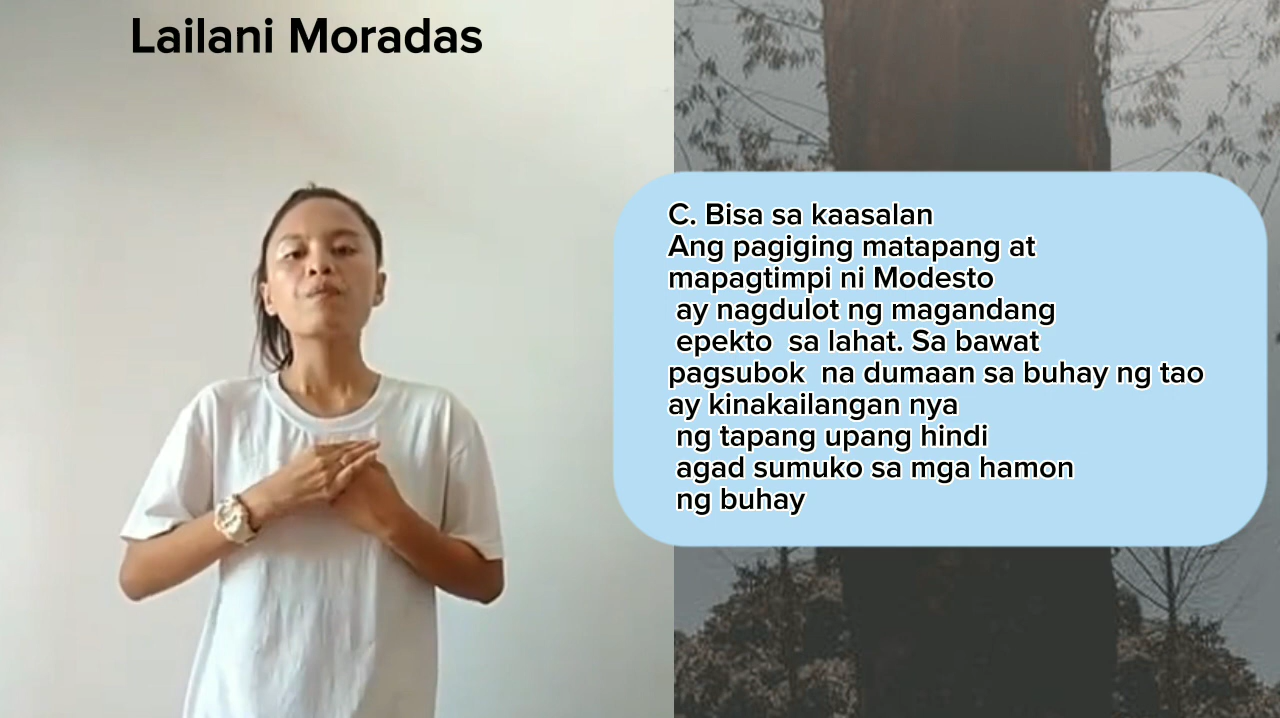 Lailani Moradas
C. Bisa sa kaasalan
Ang pagiging matapang at
mapagtimpi ni Modesto
ay nagdulot ng magandang
epekto sa lahat. Sa bawat
pagsubok na dumaan sa buhay ng tao
ay kinakailangan nya
ng tapang upang hindi
agad sumuko sa mga hamon
ng buhay